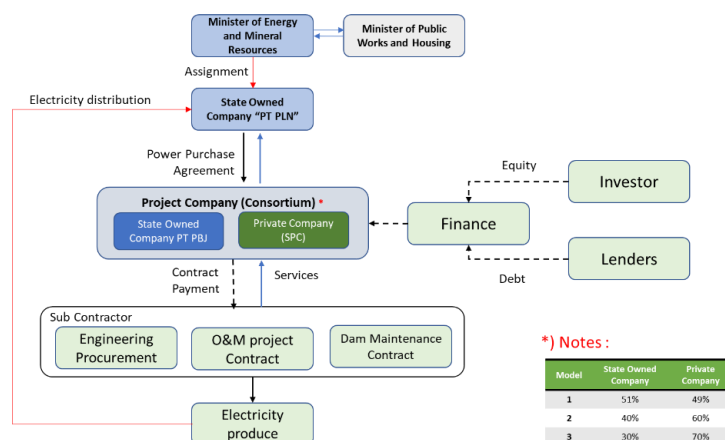 Minister of Energy
and Mineral
Resources
Minister of Public
Works and Housing
Assignment
Electricity distribution
State Owned
Company "PT PLN"
Power Purchase
Agreement
Equity
Investor
Project Company (Consortium) *
State Owned
Company PT PBJ
Private Company
(SPC)
Finance
Lenders
Debt
Contract
Payment
Services
Sub Contractor
Engineering
Procurement
O&M project
Contract
Dam Maintenance
Contract
Electricity
produce
*) Notes :
Model State Owned Company Private Company
1 51% 49%
2 40% 60%
3 30% 70%